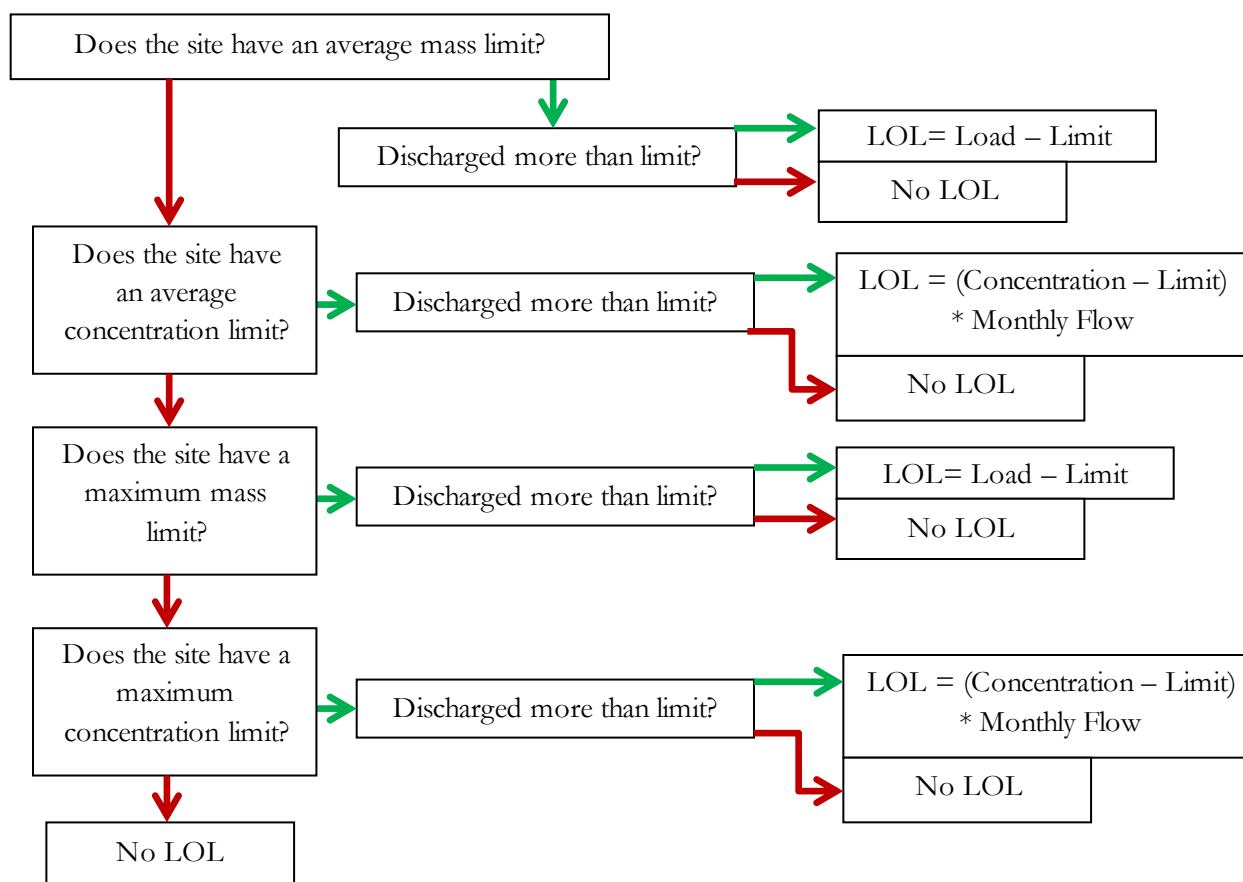 Does the site have an average mass limit?
Discharged more than limit?
LOL= Load – Limit
No LOL
Does the site have
an average
concentration limit?
Discharged more than limit?
LOL = (Concentration – Limit)
* Monthly Flow
No LOL
Does the site have a
maximum mass
limit?
Discharged more than limit?
LOL= Load – Limit
No LOL
Does the site have a
maximum
concentration limit?
Discharged more than limit?
LOL = (Concentration – Limit)
* Monthly Flow
No LOL
No LOL